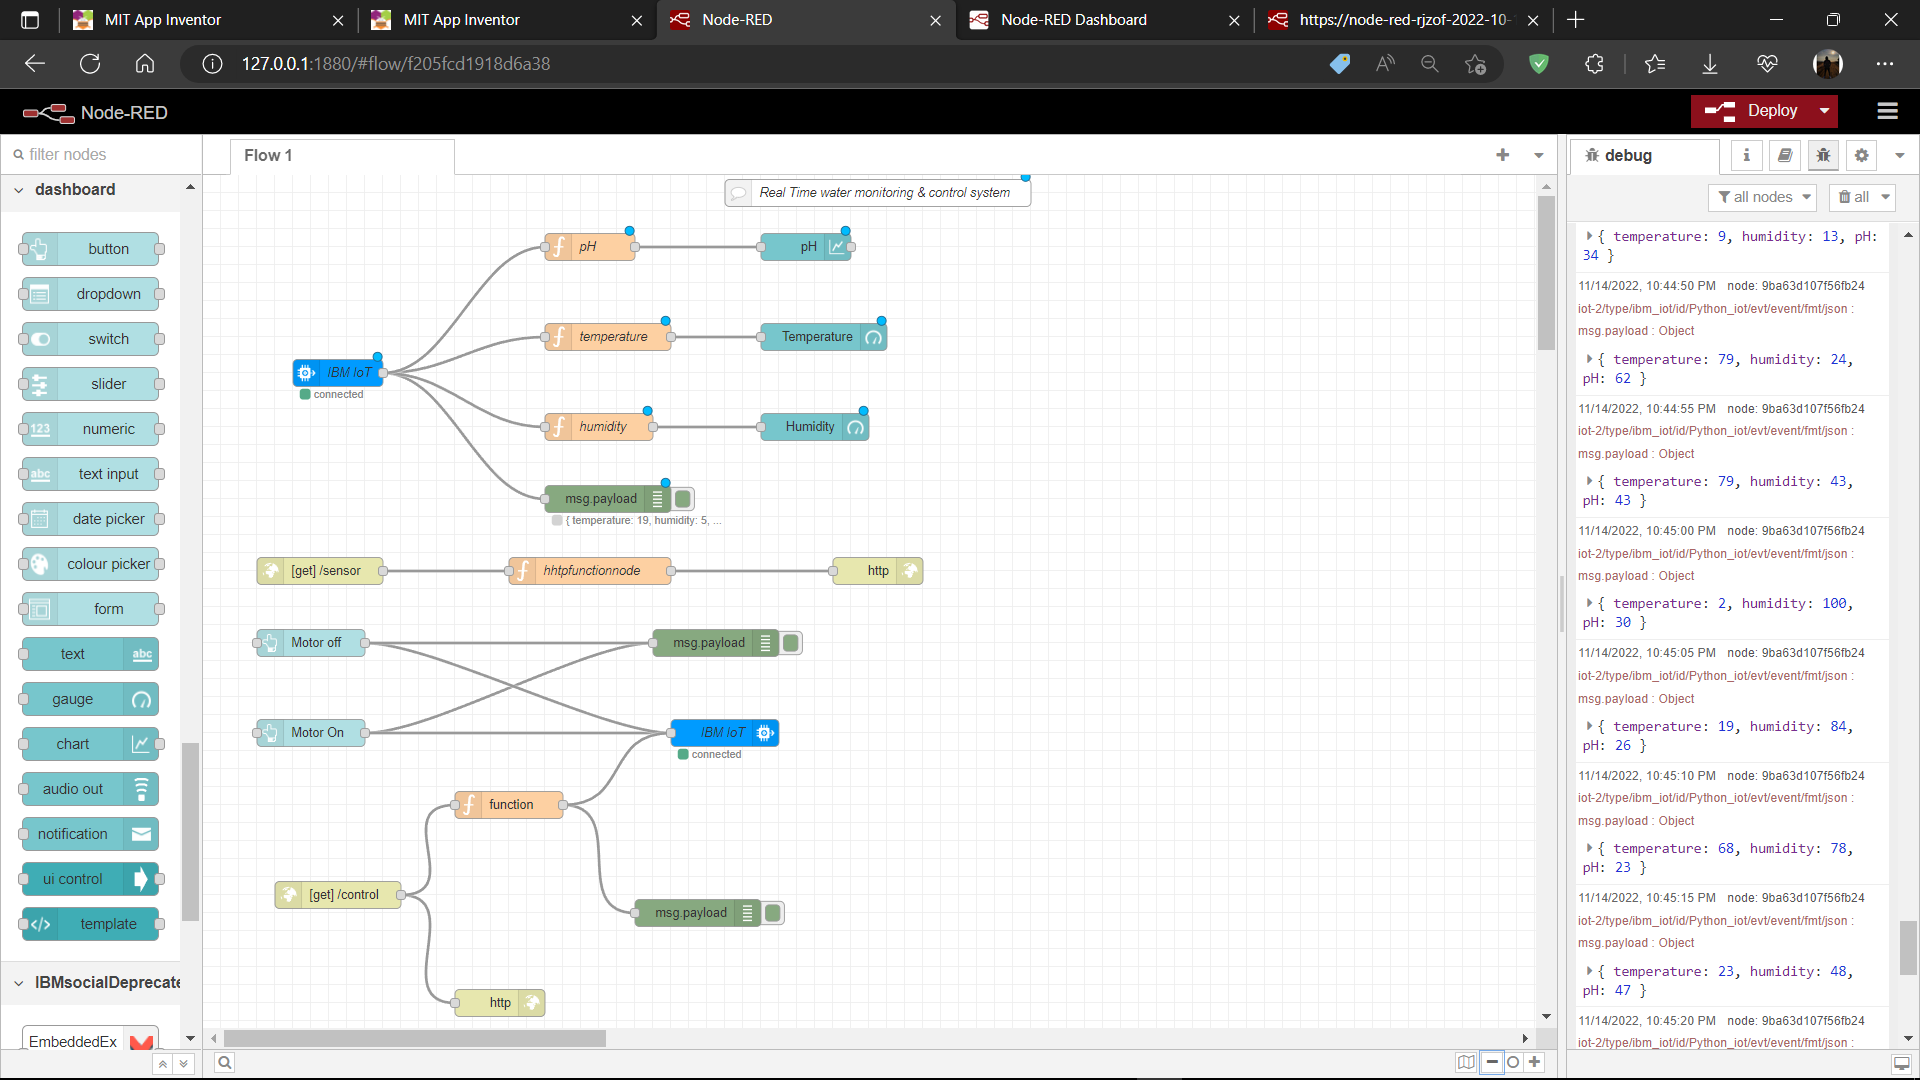 MIT App Inventor
MIT App Inventor
Node-RED
Node-RED Dashboard
https://node-red-rjzof-2022-10-
127.0.0.1:1880/#flow/f205fcd1918d6a38
Node-RED
Deploy
filter nodes
dashboard
button
dropdown
switch
slider
numeric
text input
date picker
colour picker
form
text
gauge
chart
audio out
notification
ui control
template
IBMsocialDeprecate
EmbeddedEx
123
abc
abc
Flow 1
Real Time water monitoring & control system
pH
pH
temperature
Temperature
IBM IoT
connected
humidity
Humidity
msg.payload
{ temperature: 19, humidity: 5, ...
[get] /sensor
hhtpfunctionnode
http
Motor off
msg.payload
Motor On
IBM IoT
connected
function
[get] /control
msg.payload
http
debug
all nodes
all
{ temperature: 9, humidity: 13, pH:
34 }
11/14/2022, 10:44:50 PM node: 9ba63d107f56fb24
iot-2/type/ibm_iot/id/Python_iot/evt/event/fmt/json :
msg.payload : Object
{ temperature: 79, humidity: 24,
pH: 62 }
11/14/2022, 10:44:55 PM node: 9ba63d107f56fb24
iot-2/type/ibm_iot/id/Python_iot/evt/event/fmt/json :
msg.payload : Object
{ temperature: 79, humidity: 43,
pH: 43 }
11/14/2022, 10:45:00 PM node: 9ba63d107f56fb24
iot-2/type/ibm_iot/id/Python_iot/evt/event/fmt/json :
msg.payload : Object
{ temperature: 2, humidity: 100,
pH: 30 }
11/14/2022, 10:45:05 PM node: 9ba63d107f56fb24
iot-2/type/ibm_iot/id/Python_iot/evt/event/fmt/json :
msg.payload : Object
{ temperature: 19, humidity: 84,
pH: 26 }
11/14/2022, 10:45:10 PM node: 9ba63d107f56fb24
iot-2/type/ibm_iot/id/Python_iot/evt/event/fmt/json :
msg.payload : Object
{ temperature: 68, humidity: 78,
pH: 23 }
11/14/2022, 10:45:15 PM node: 9ba63d107f56fb24
iot-2/type/ibm_iot/id/Python_iot/evt/event/fmt/json :
msg.payload : Object
{ temperature: 23, humidity: 48,
pH: 47 }
11/14/2022, 10:45:20 PM node: 9ba63d107f56fb24
iot-2/type/ibm_iot/id/Python_iot/evt/event/fmt/json :